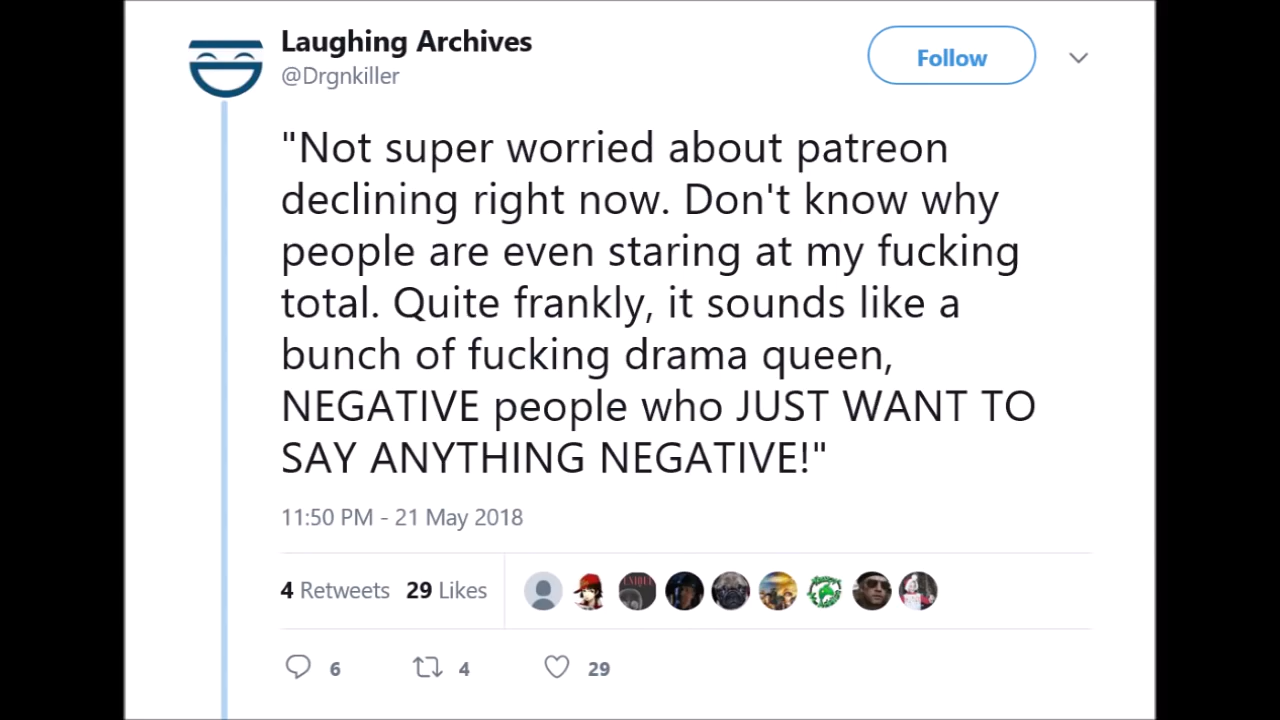 Laughing Archives
@Drgnkiller
Follow
"Not super worried about patreon
declining right now. Don't know why
people are even staring at my fucking
total. Quite frankly, it sounds like a
bunch of fucking drama queen,
NEGATIVE people who JUST WANT TO
SAY ANYTHING NEGATIVE!"
11:50 PM - 21 May 2018
4 Retweets 29 Likes
6 4 29